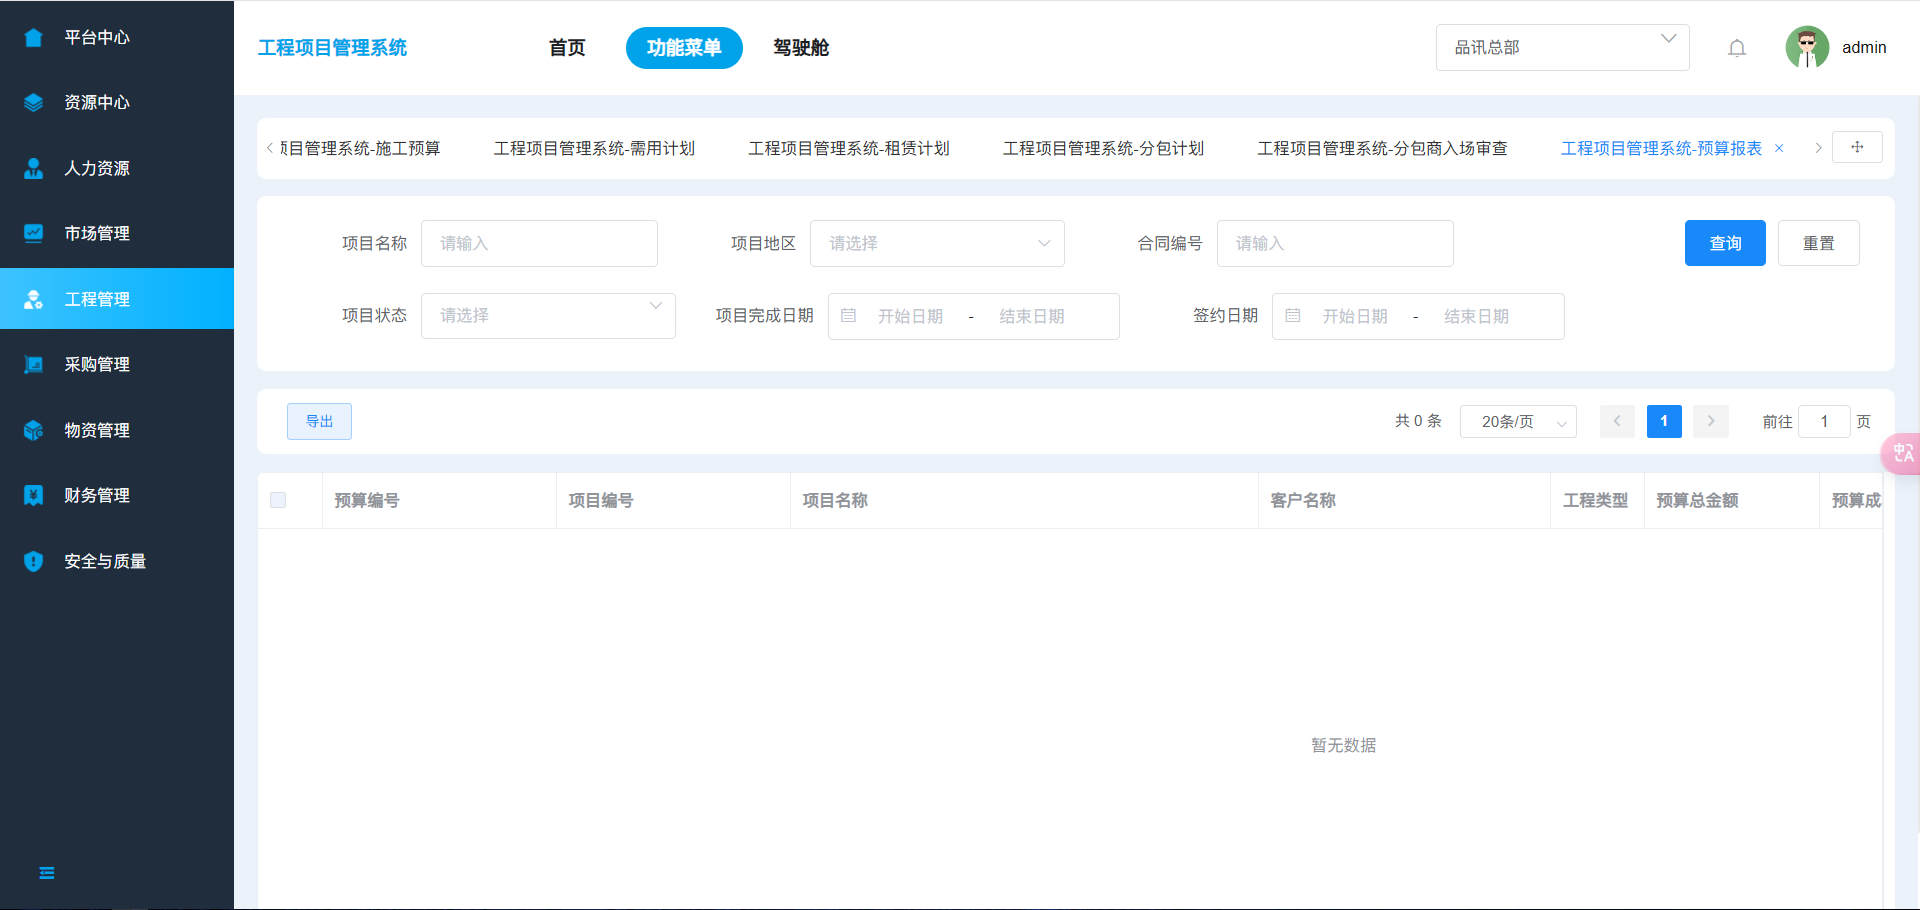 平台中心
资源中心
人力资源
市场管理
工程管理
采购管理
物资管理
财务管理
安全与质量
工程项目管理系统 首页 功能菜单 驾驶舱 品讯总部 admin
项目管理系统-施工预算 工程项目管理系统-需用计划 工程项目管理系统-租赁计划 工程项目管理系统-分包计划 工程项目管理系统-分包商入场审查 工程项目管理系统-预算报表
项目名称 请输入 项目地区 请选择 合同编号 请输入 查询 重置
项目状态 请选择 项目完成日期 开始日期 - 结束日期 签约日期 开始日期 - 结束日期
导出 共 0 条 20条/页 1 前往 1 页
预算编号 项目编号 项目名称 客户名称 工程类型 预算总金额 预算成
暂无数据